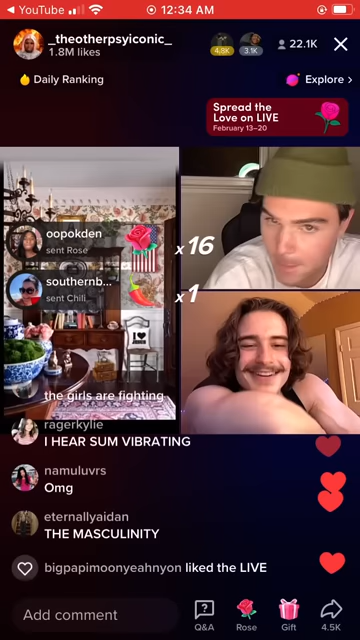 YouTube
12:34 AM
_theotherpsyiconic_
1.8M likes
4.8K
3.1K
22.1K
Daily Ranking
Explore >
Spread the
Love on LIVE
February 13–20
oopokden
sent Rose
x 16
southernb...
sent Chili
x 1
the girls are fighting
ragerkylie
I HEAR SUM VIBRATING
namuluvrs
Omg
eternallyaidan
THE MASCULINITY
bigpapimoonyeahnyon liked the LIVE
Add comment
Q&A
Rose
Gift
4.5K